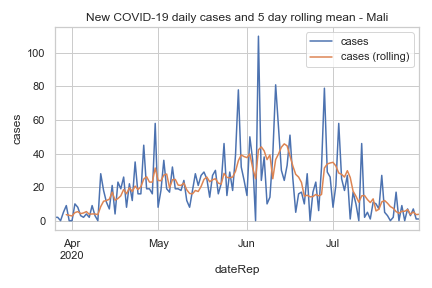 New COVID-19 daily cases and 5 day rolling mean - Mali
cases
cases (rolling)
100
80
60
40
20
0
cases
Apr
2020
May
Jun
Jul
dateRep